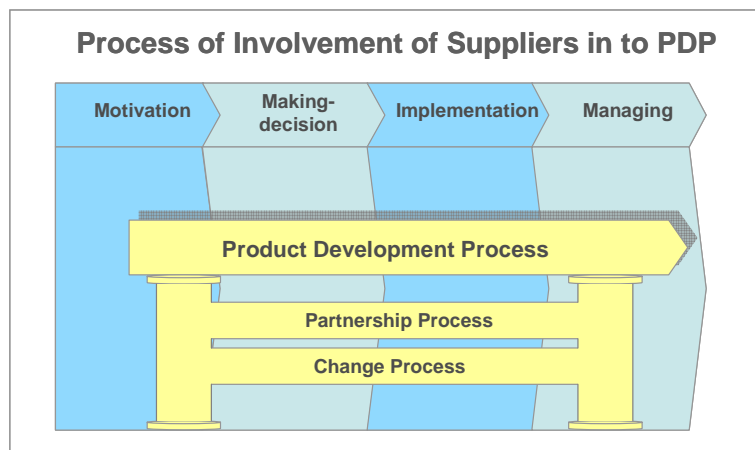 Process of Involvement of Suppliers in to PDP
Motivation
Making-
decision
Implementation
Managing
Product Development Process
Partnership Process
Change Process